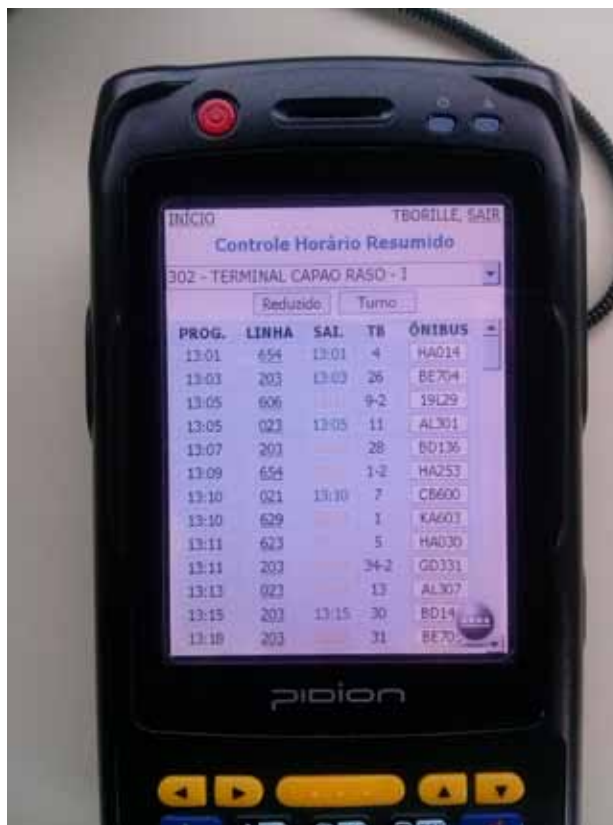 INÍCIO TBORILLE, SAIR
Controle Horário Resumido
302 - TERMINAL CAPAO RASO - I
Reduzido Turno
PROG. LINHA SAI. TB ÔNIBUS
13:01 654 13:01 4 HA014
13:03 203 13:03 26 BE704
13:05 606 9-2 19L29
13:05 023 13:05 11 AL301
13:07 203 28 BD136
13:09 654 1-2 HA253
13:10 021 13:10 7 CB600
13:10 629 1 KA603
13:11 623 5 HA030
13:11 203 34-2 GD331
13:13 023 13 AL307
13:15 203 13:15 30
13:18 203 31
PIDION